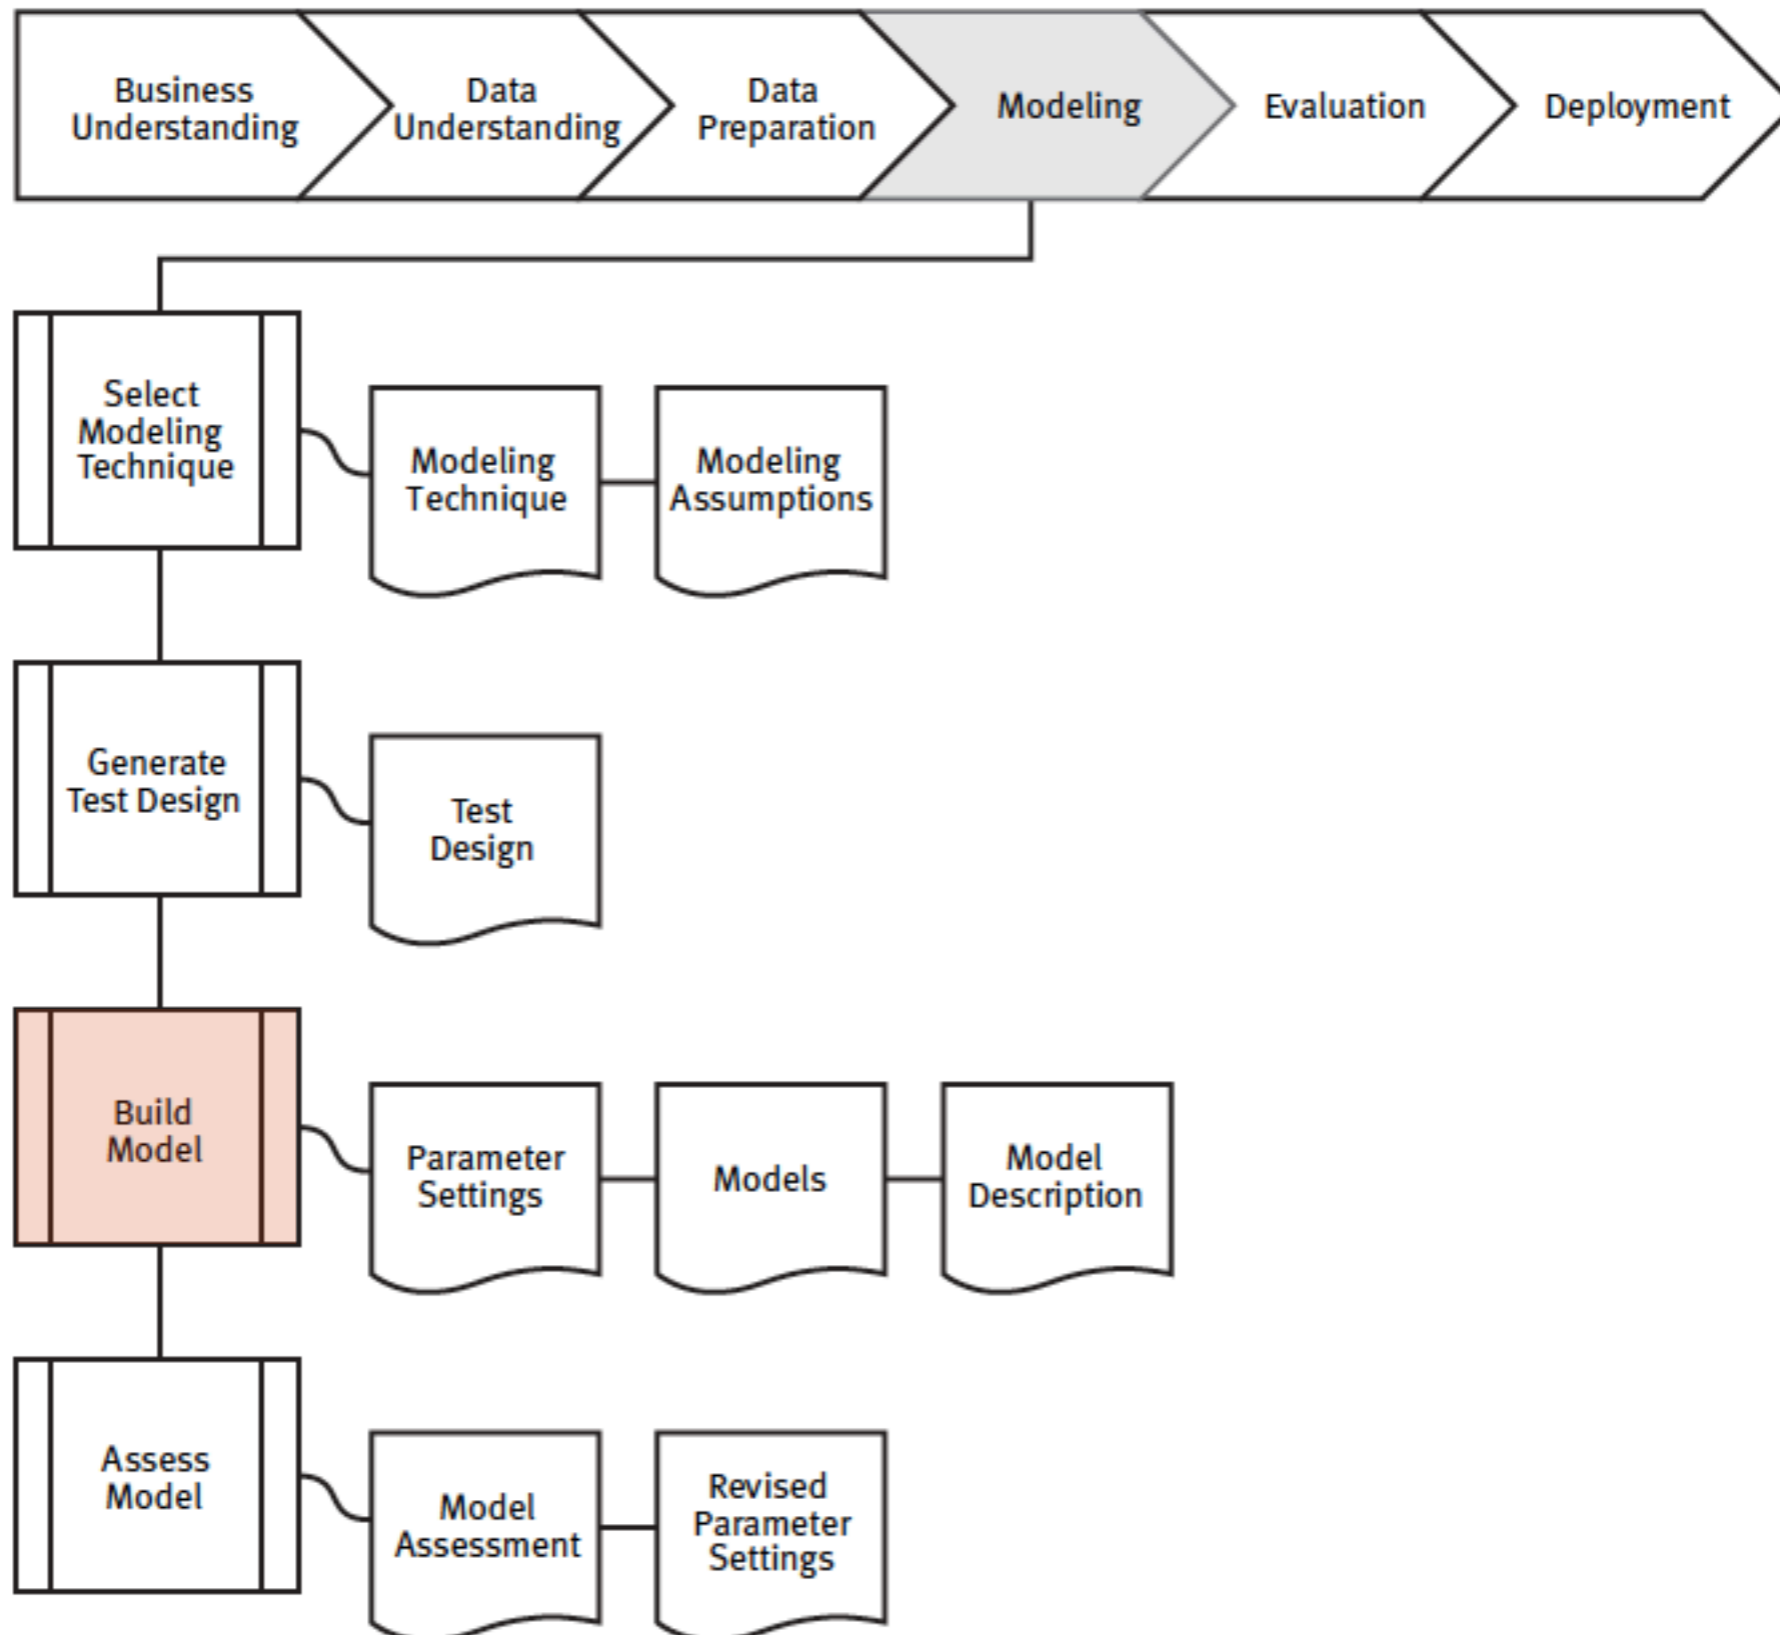 Business
Understanding
Data
Understanding
Data
Preparation
Modeling
Evaluation
Deployment
Select
Modeling
Technique
Modeling
Technique
Modeling
Assumptions
Generate
Test Design
Test
Design
Build
Model
Parameter
Settings
Models
Model
Description
Assess
Model
Model
Assessment
Revised
Parameter
Settings